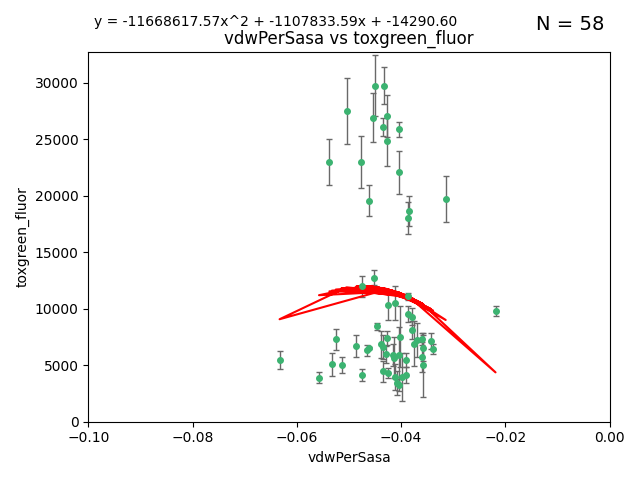 y = -11668617.57x^2 + -1107833.59x + -14290.60
N = 58
vdwPerSasa vs toxgreen_fluor
toxgreen_fluor
30000
25000
20000
15000
10000
5000
0
−0.10
−0.08
−0.06
−0.04
−0.02
0.00
vdwPerSasa